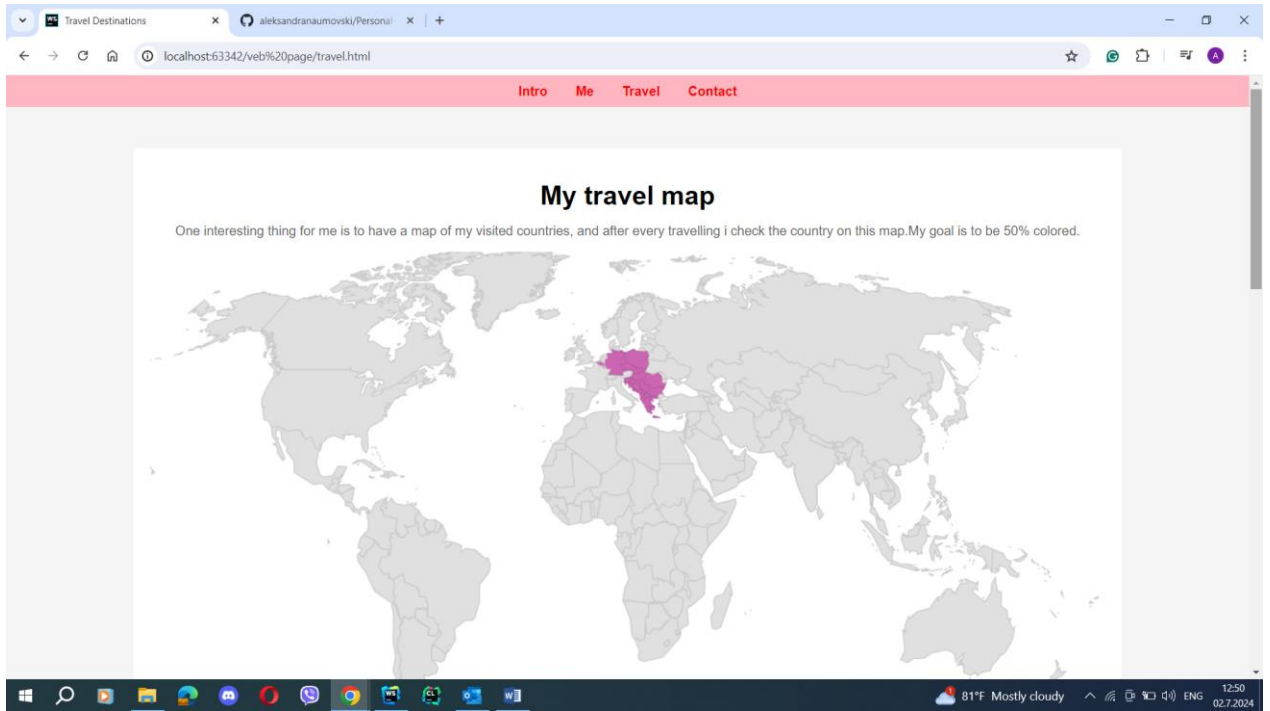 Travel Destinations
aleksandranaumovski/Personal
localhost:63342/veb%20page/travel.html
A
Intro Me Travel Contact
My travel map
One interesting thing for me is to have a map of my visited countries, and after every travelling i check the country on this map.My goal is to be 50% colored.
81°F Mostly cloudy ENG 12:50
02.7.2024